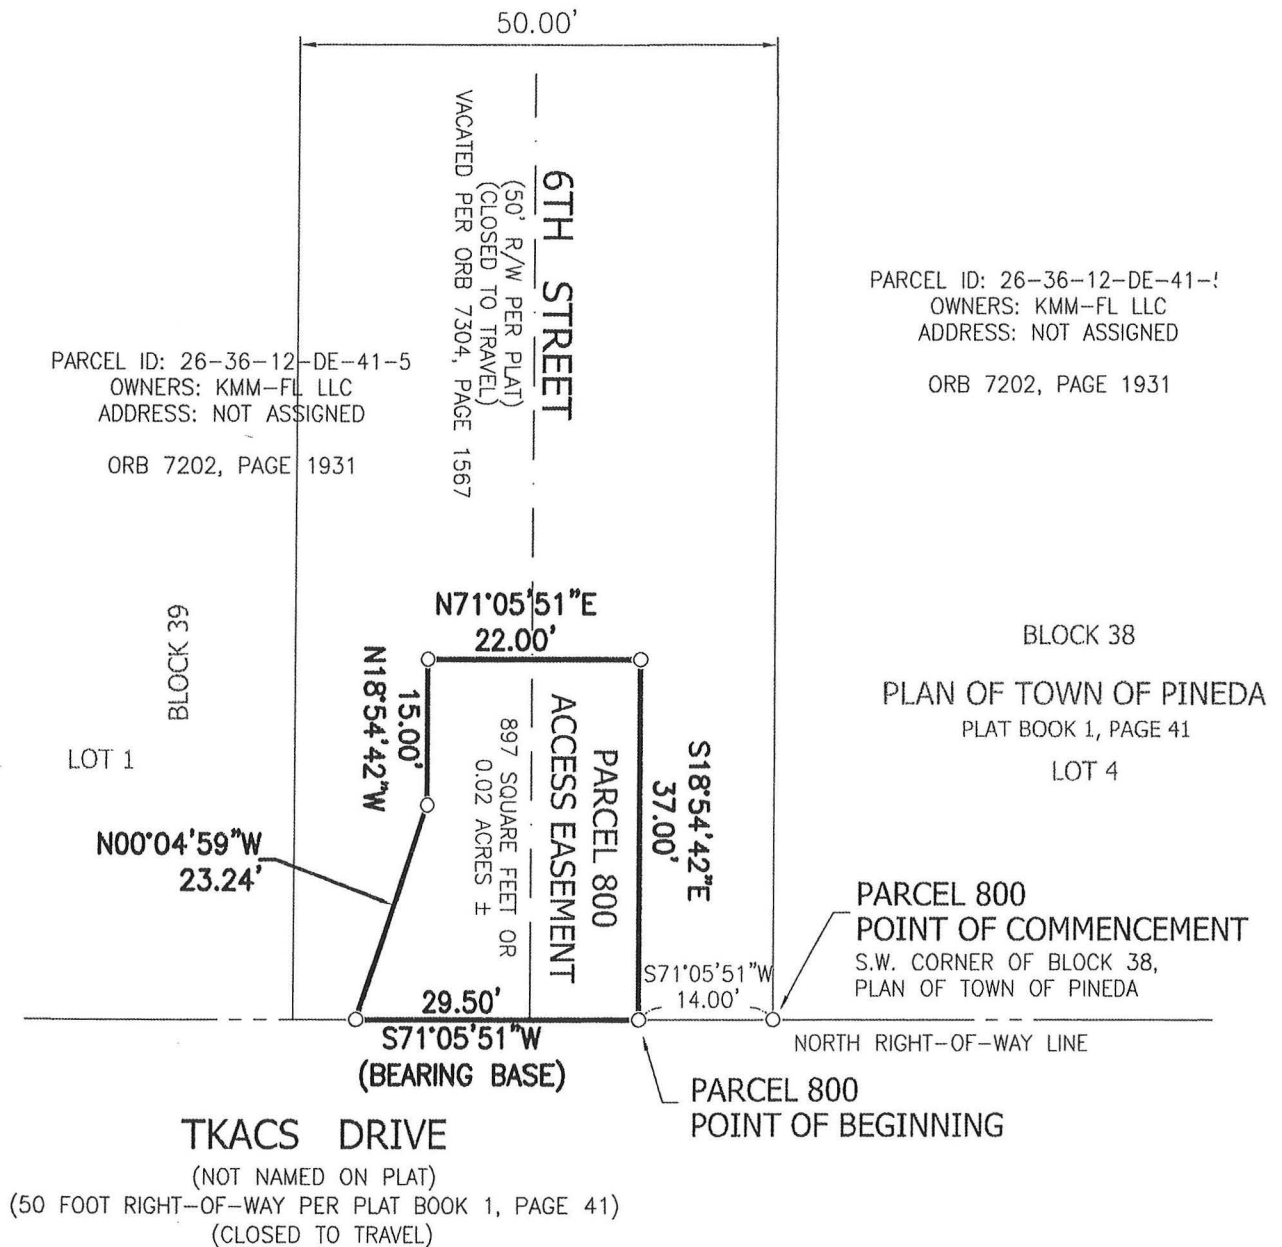 50.00'
6TH STREET
(50' R/W PER PLAT)
(CLOSED TO TRAVEL)
VACATED PER ORB 7304, PAGE 1567
PARCEL ID: 26-36-12-DE-41-5
OWNERS: KMM-FL LLC
ADDRESS: NOT ASSIGNED
ORB 7202, PAGE 1931
PARCEL ID: 26-36-12-DE-41-
OWNERS: KMM-FL LLC
ADDRESS: NOT ASSIGNED
ORB 7202, PAGE 1931
BLOCK 39
LOT 1
BLOCK 38
PLAN OF TOWN OF PINEDA
PLAT BOOK 1, PAGE 41
LOT 4
N71°05'51"E
22.00'
N18°54'42"W
15.00'
N00°04'59"W
23.24'
PARCEL 800
ACCESS EASEMENT
897 SQUARE FEET OR
0.02 ACRES ±
S18°54'42"E
37.00'
S71°05'51"W
14.00'
29.50'
S71°05'51"W
(BEARING BASE)
PARCEL 800
POINT OF COMMENCEMENT
S.W. CORNER OF BLOCK 38,
PLAN OF TOWN OF PINEDA
NORTH RIGHT-OF-WAY LINE
PARCEL 800
POINT OF BEGINNING
TKACS DRIVE
(NOT NAMED ON PLAT)
(50 FOOT RIGHT-OF-WAY PER PLAT BOOK 1, PAGE 41)
(CLOSED TO TRAVEL)